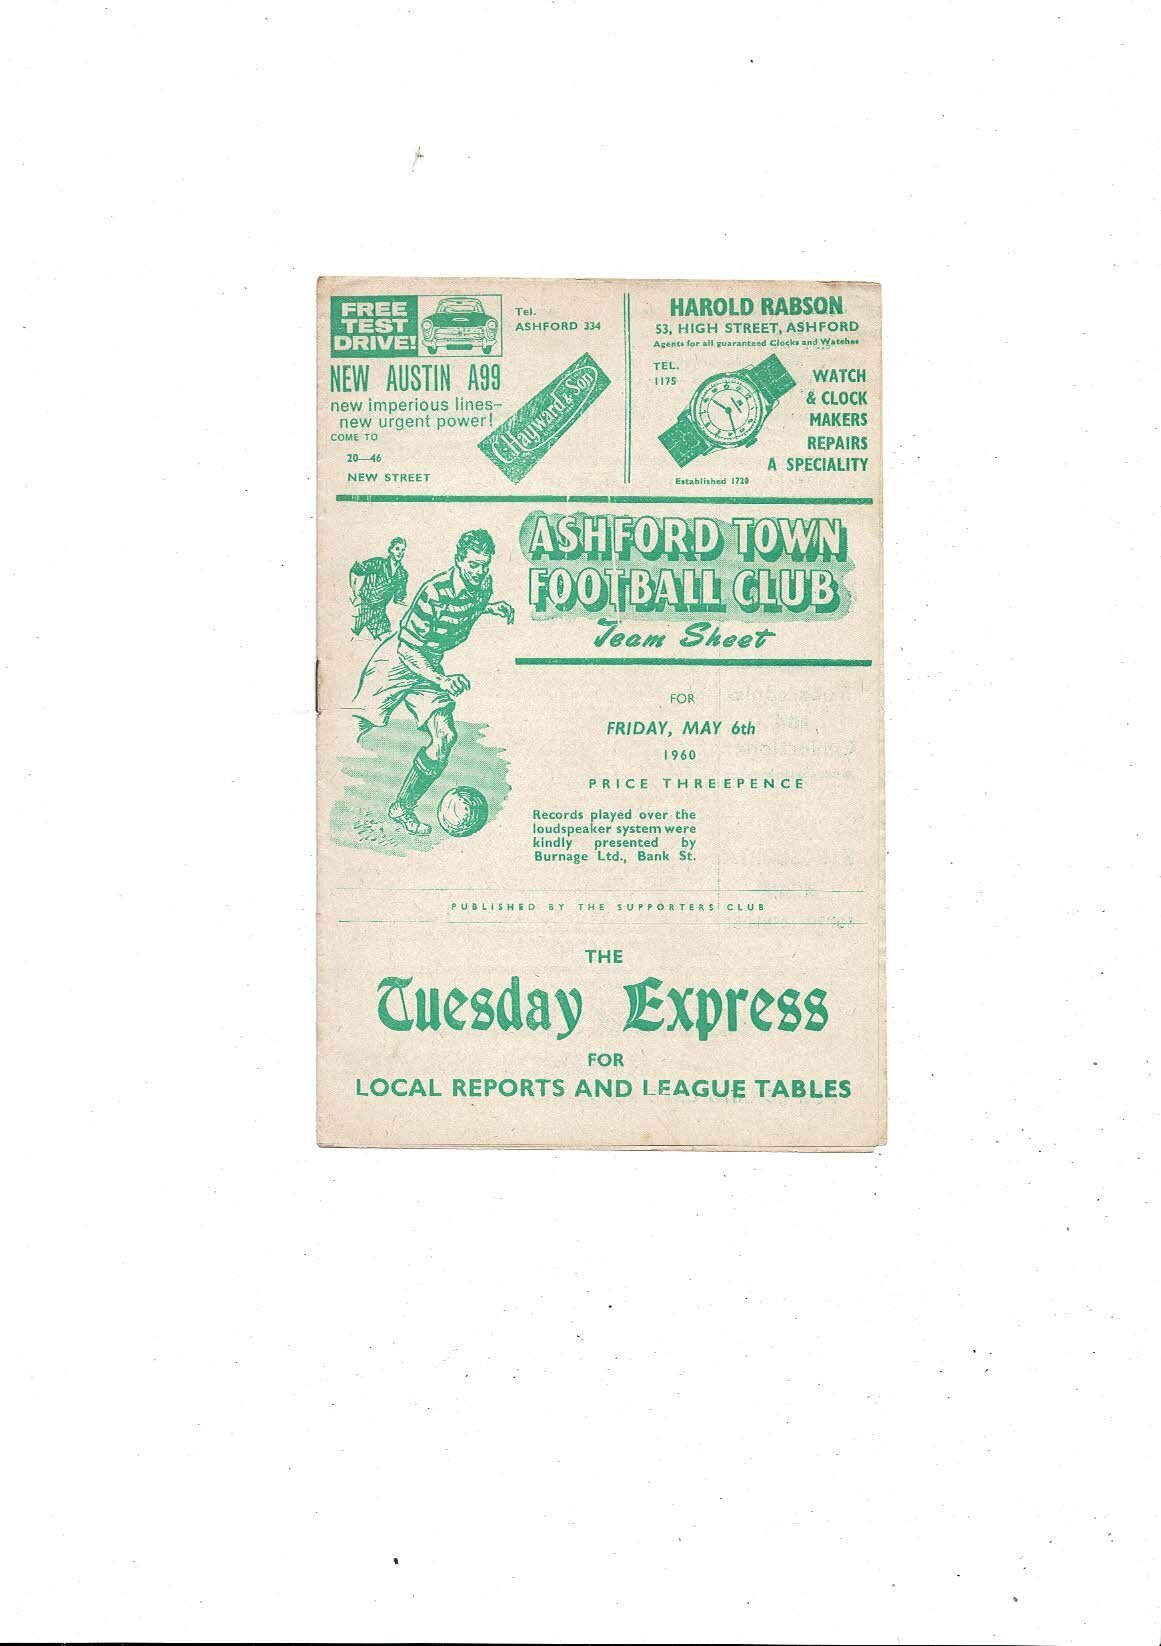 FREE
TEST
DRIVE!
NEW AUSTIN A99
new imperious lines—
new urgent power!
COME TO
20—46
NEW STREET
Tel.
ASHFORD 334
C. Hayward & Son
HAROLD RABSON
53, HIGH STREET, ASHFORD
Agents for all guaranteed Clocks and Watches
TEL.
1175
WATCH
& CLOCK
MAKERS
REPAIRS
A SPECIALITY
Established 1720
ASHFORD TOWN
FOOTBALL CLUB
Team Sheet
FOR
FRIDAY, MAY 6th
1960
PRICE THREEPENCE
Records played over the
loudspeaker system were
kindly presented by
Burnage Ltd., Bank St.
PUBLISHED BY THE SUPPORTERS CLUB
THE
Tuesday Express
FOR
LOCAL REPORTS AND LEAGUE TABLES